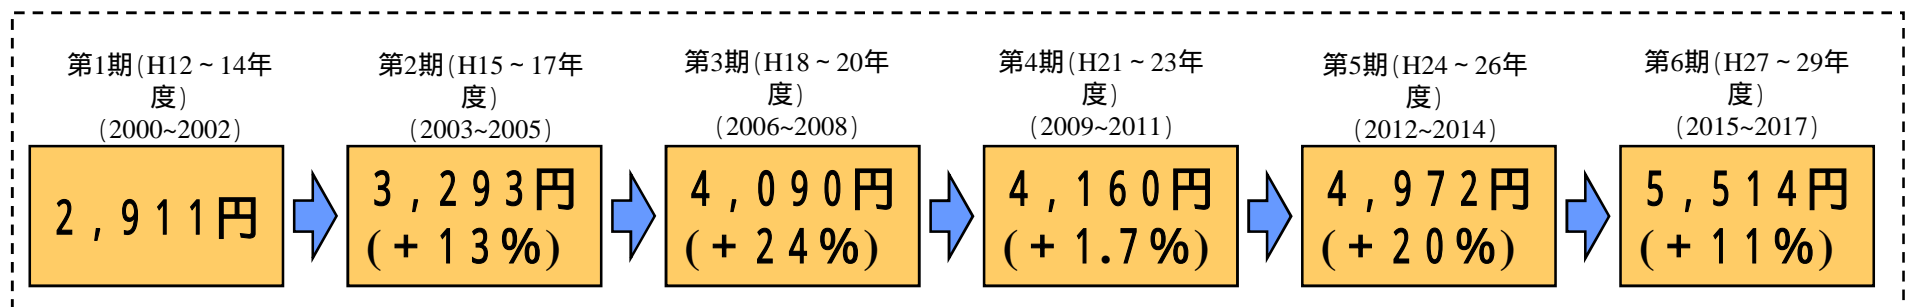 第1期(H12~14年
度)
(2000~2002)
2,911円
第2期(H15~17年
度)
(2003~2005)
3,293円
(+13%)
第3期(H18~20年
度)
(2006~2008)
4,090円
(+24%)
第4期(H21~23年
度)
(2009~2011)
4,160円
(+1.7%)
第5期(H24~26年
度)
(2012~2014)
4,972円
(+20%)
第6期(H27~29年
度)
(2015~2017)
5,514円
(+11%)